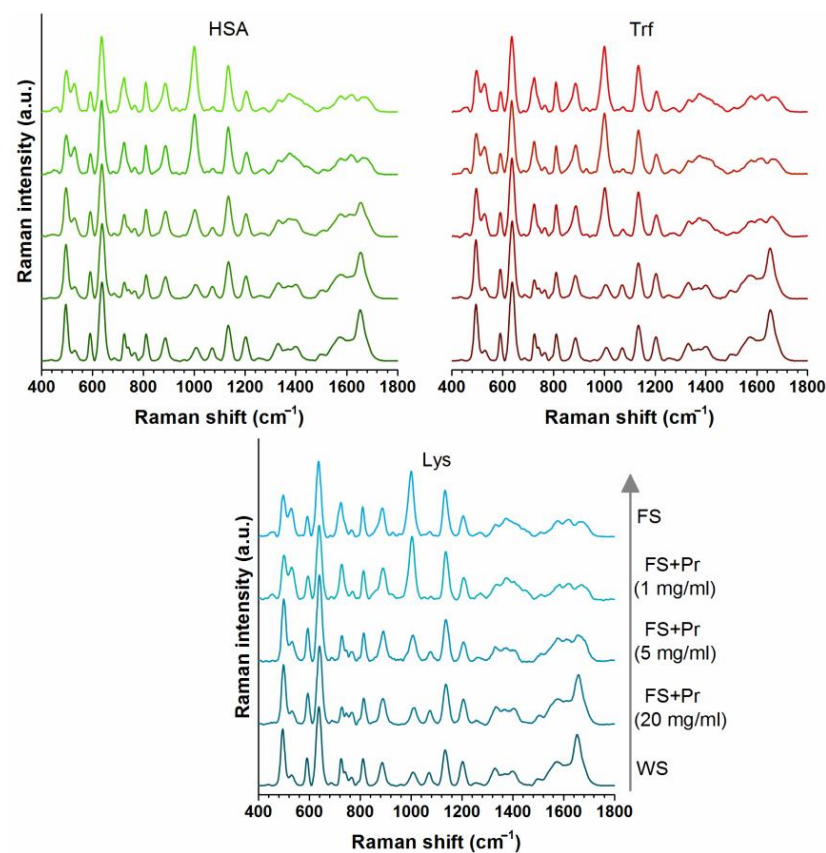 HSA
Raman intensity (a.u.)
400 600 800 1000 1200 1400 1600 1800
Raman shift (cm⁻¹)
Trf
Raman intensity (a.u.)
400 600 800 1000 1200 1400 1600 1800
Raman shift (cm⁻¹)
Lys
Raman intensity (a.u.)
400 600 800 1000 1200 1400 1600 1800
Raman shift (cm⁻¹)
FS
FS+Pr
(1 mg/ml)
FS+Pr
(5 mg/ml)
FS+Pr
(20 mg/ml)
WS